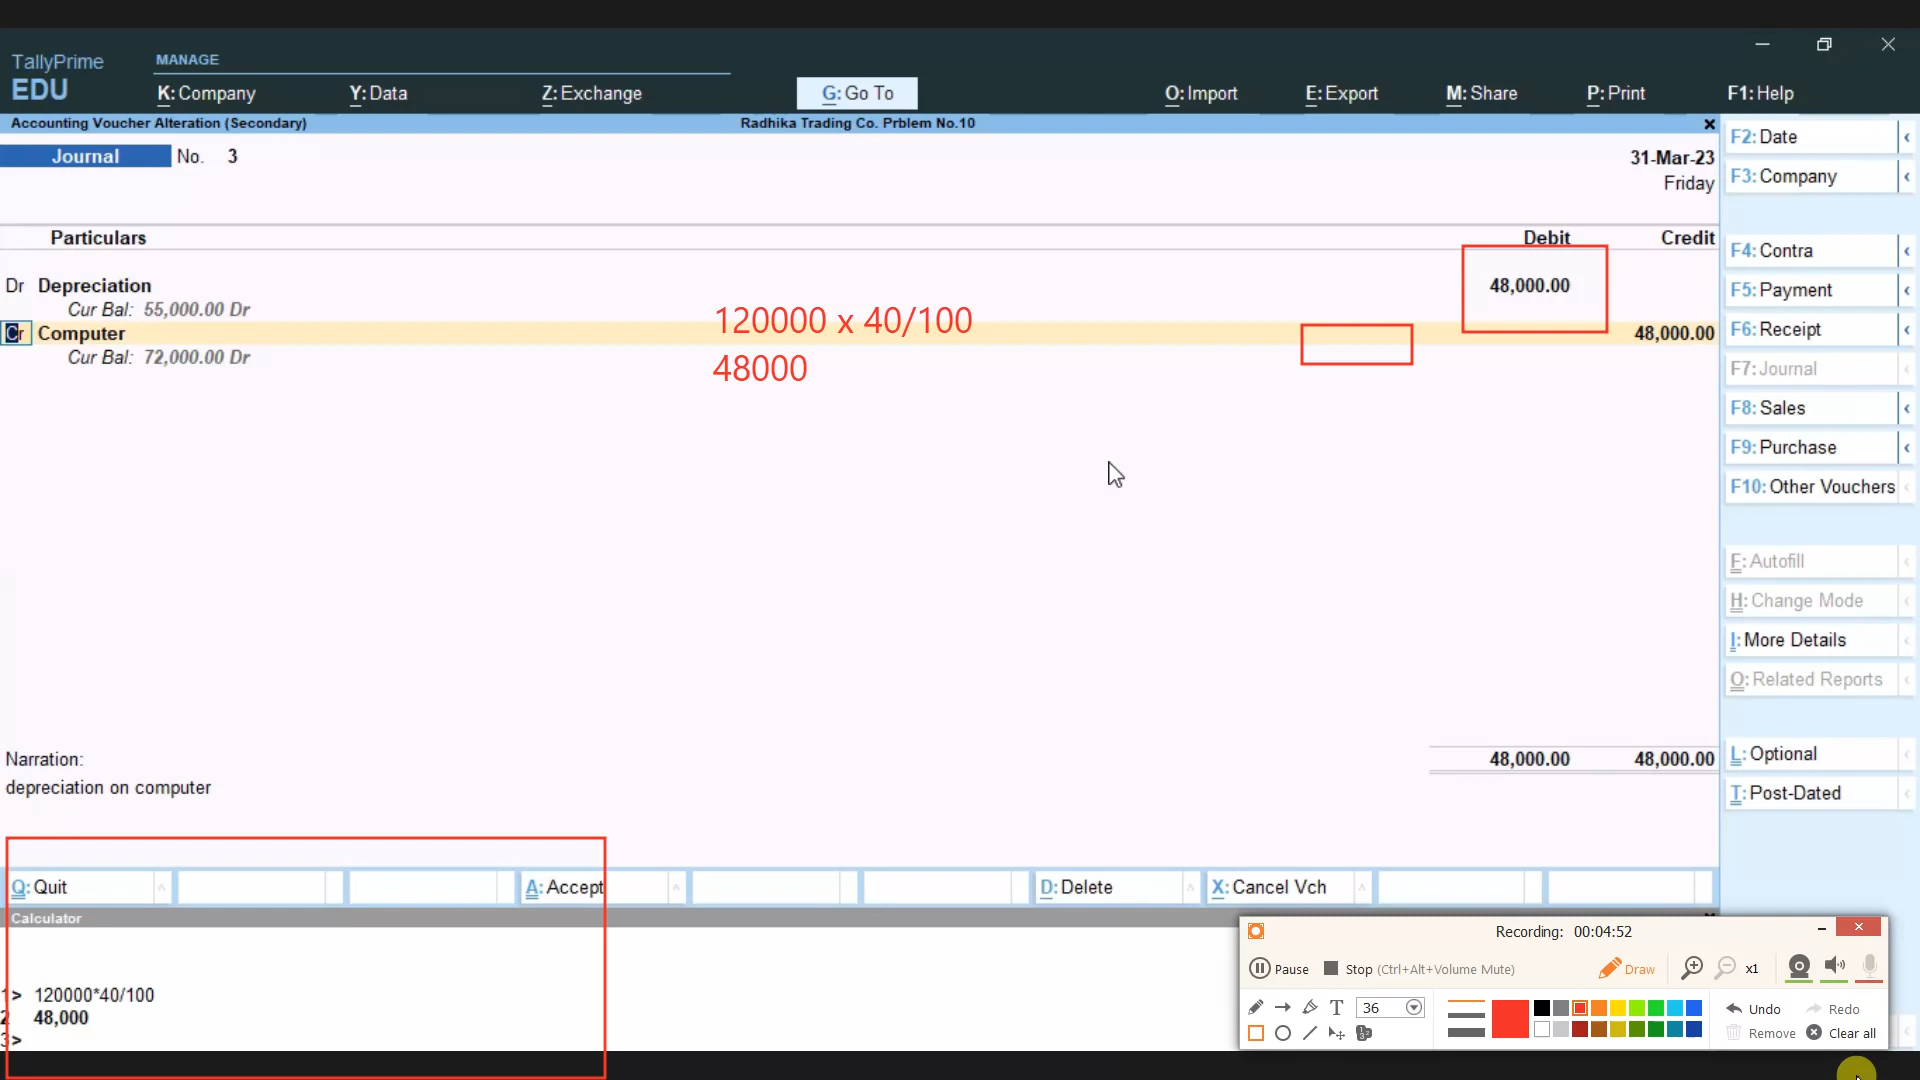 TallyPrime
EDU
MANAGE
K: Company
Y: Data
Z: Exchange
G: Go To
O: Import
E: Export
M: Share
P: Print
F1: Help
Accounting Voucher Alteration (Secondary)
Radhika Trading Co. Prblem No.10
Journal No. 3
31-Mar-23
Friday
Particulars Debit Credit
Dr Depreciation 48,000.00
Cur Bal: 55,000.00 Dr
Cr Computer 48,000.00
Cur Bal: 72,000.00 Dr
120000 x 40/100
48000
Narration:
48,000.00 48,000.00
depreciation on computer
F2: Date
F3: Company
F4: Contra
F5: Payment
F6: Receipt
F7: Journal
F8: Sales
F9: Purchase
F10: Other Vouchers
F: Autofill
H: Change Mode
I: More Details
O: Related Reports
L: Optional
T: Post-Dated
Q: Quit
A: Accept
D: Delete
X: Cancel Vch
Calculator
1> 120000*40/100
2 48,000
3>
Recording: 00:04:52
Pause
Stop (Ctrl+Alt+Volume Mute)
Draw
x1
T
36
Undo
Redo
Remove
Clear all